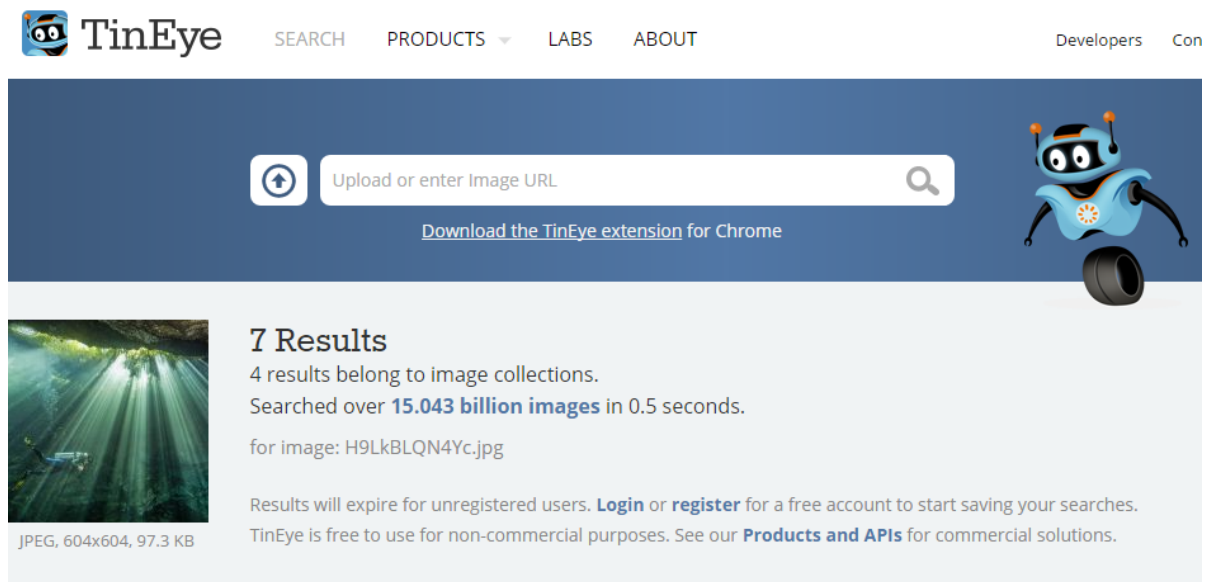 TinEye
SEARCH PRODUCTS LABS ABOUT Developers Con
Upload or enter Image URL
Download the TinEye extension for Chrome
7 Results
4 results belong to image collections.
Searched over 15.043 billion images in 0.5 seconds.
for image: H9LkBLQN4Yc.jpg
Results will expire for unregistered users. Login or register for a free account to start saving your searches.
TinEye is free to use for non-commercial purposes. See our Products and APIs for commercial solutions.
JPEG, 604x604, 97.3 KB